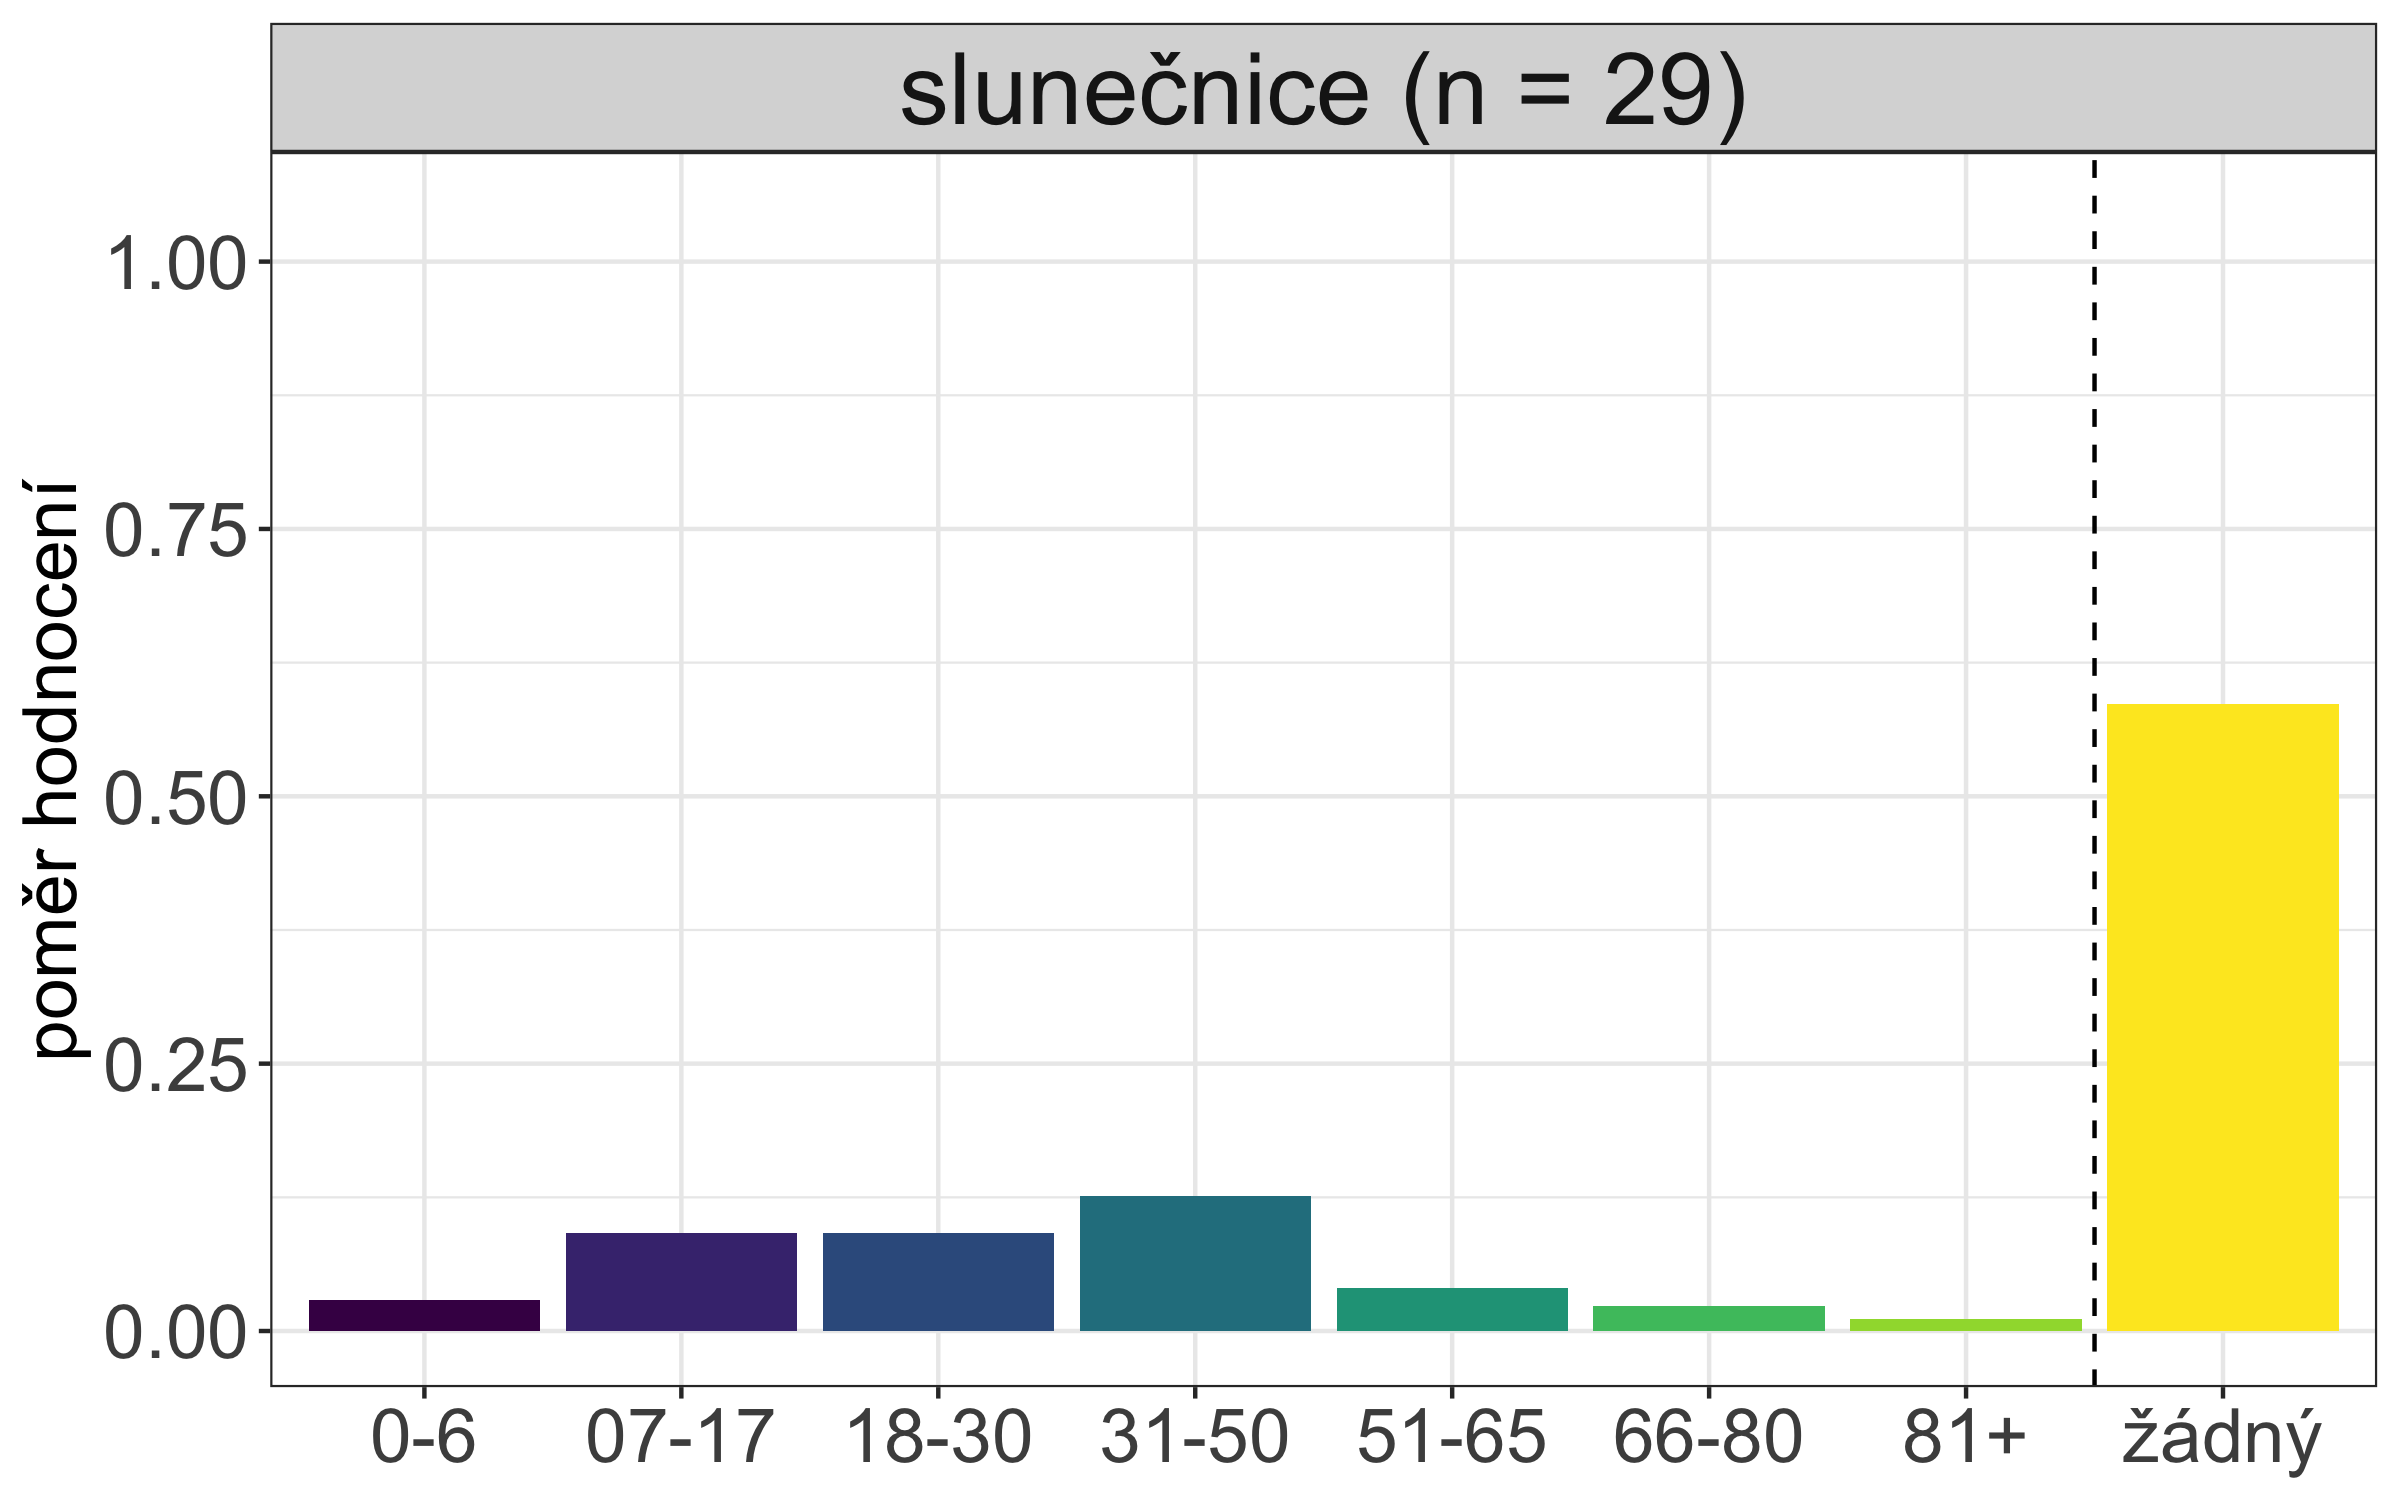 slunečnice (n = 29)
poměr hodnocení
1.00
0.75
0.50
0.25
0.00
0-6 07-17 18-30 31-50 51-65 66-80 81+ žádný